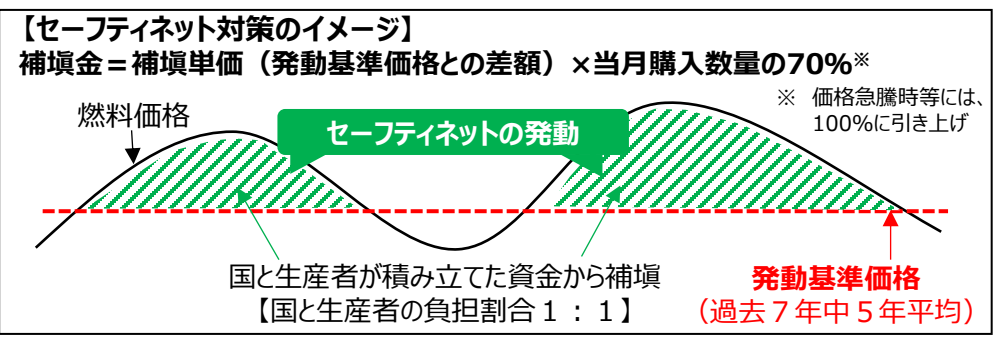 【セーフティネット対策のイメージ】
補塡金＝補塡単価（発動基準価格との差額）×当月購入数量の70%※
※　価格急騰時等には、
100%に引き上げ
燃料価格
セーフティネットの発動
国と生産者が積み立てた資金から補塡
【国と生産者の負担割合１：１】
発動基準価格
（過去７年中５年平均）